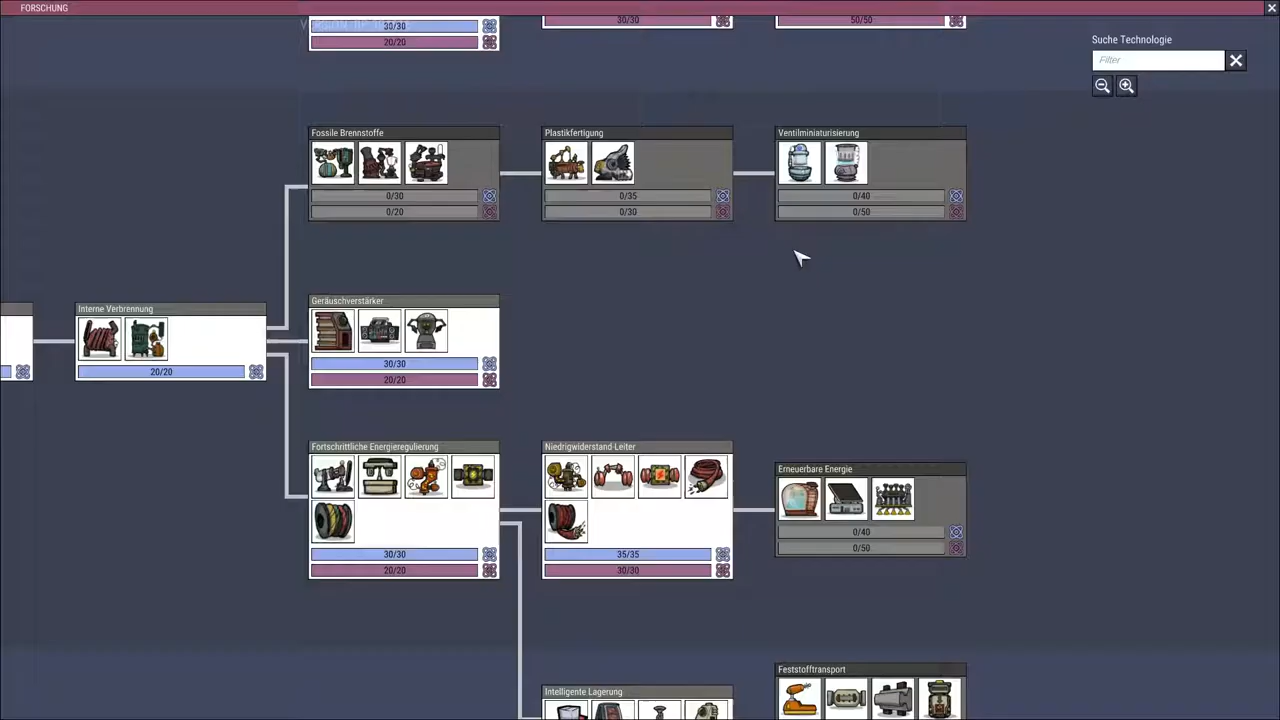 FORSCHUNG
30/30
20/20
30/30
50/50
Suche Technologie
Filter
Fossile Brennstoffe
0/30
0/20
Plastikfertigung
0/35
0/30
Ventilminiaturisierung
0/40
0/50
Interne Verbrennung
20/20
Geräuschverstärker
30/30
20/20
Fortschrittliche Energieregulierung
30/30
20/20
Niedrigwiderstand-Leiter
35/35
30/30
Erneuerbare Energie
0/40
0/50
Feststofftransport
Intelligente Lagerung